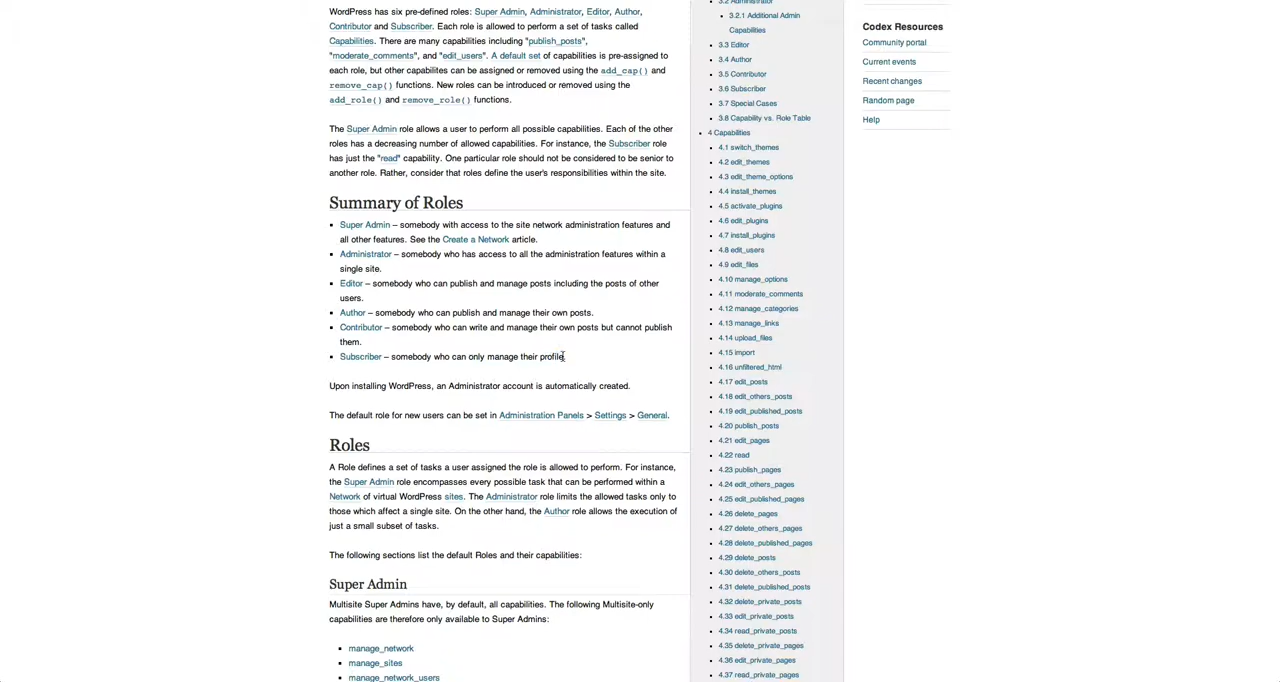 WordPress has six pre-defined roles: Super Admin, Administrator, Editor, Author,
Contributor and Subscriber. Each role is allowed to perform a set of tasks called
Capabilities. There are many capabilities including "publish_posts",
"moderate_comments", and "edit_users". A default set of capabilities is pre-assigned to
each role, but other capabilites can be assigned or removed using the add_cap() and
remove_cap() functions. New roles can be introduced or removed using the
add_role() and remove_role() functions.
The Super Admin role allows a user to perform all possible capabilities. Each of the other
roles has a decreasing number of allowed capabilities. For instance, the Subscriber role
has just the "read" capability. One particular role should not be considered to be senior to
another role. Rather, consider that roles define the user's responsibilities within the site.
Summary of Roles
Super Admin – somebody with access to the site network administration features and
all other features. See the Create a Network article.
Administrator – somebody who has access to all the administration features within a
single site.
Editor – somebody who can publish and manage posts including the posts of other
users.
Author – somebody who can publish and manage their own posts.
Contributor – somebody who can write and manage their own posts but cannot publish
them.
Subscriber – somebody who can only manage their profile.
Upon installing WordPress, an Administrator account is automatically created.
The default role for new users can be set in Administration Panels > Settings > General.
Roles
A Role defines a set of tasks a user assigned the role is allowed to perform. For instance,
the Super Admin role encompasses every possible task that can be performed within a
Network of virtual WordPress sites. The Administrator role limits the allowed tasks only to
those which affect a single site. On the other hand, the Author role allows the execution of
just a small subset of tasks.
The following sections list the default Roles and their capabilities:
Super Admin
Multisite Super Admins have, by default, all capabilities. The following Multisite-only
capabilities are therefore only available to Super Admins:
manage_network
manage_sites
manage_network_users
3.2 Administrator
3.2.1 Additional Admin
Capabilities
3.3 Editor
3.4 Author
3.5 Contributor
3.6 Subscriber
3.7 Special Cases
3.8 Capability vs. Role Table
4 Capabilities
4.1 switch_themes
4.2 edit_themes
4.3 edit_theme_options
4.4 install_themes
4.5 activate_plugins
4.6 edit_plugins
4.7 install_plugins
4.8 edit_users
4.9 edit_files
4.10 manage_options
4.11 moderate_comments
4.12 manage_categories
4.13 manage_links
4.14 upload_files
4.15 import
4.16 unfiltered_html
4.17 edit_posts
4.18 edit_others_posts
4.19 edit_published_posts
4.20 publish_posts
4.21 edit_pages
4.22 read
4.23 publish_pages
4.24 edit_others_pages
4.25 edit_published_pages
4.26 delete_pages
4.27 delete_others_pages
4.28 delete_published_pages
4.29 delete_posts
4.30 delete_others_posts
4.31 delete_published_posts
4.32 delete_private_posts
4.33 edit_private_posts
4.34 read_private_posts
4.35 delete_private_pages
4.36 edit_private_pages
4.37 read_private_pages
Codex Resources
Community portal
Current events
Recent changes
Random page
Help